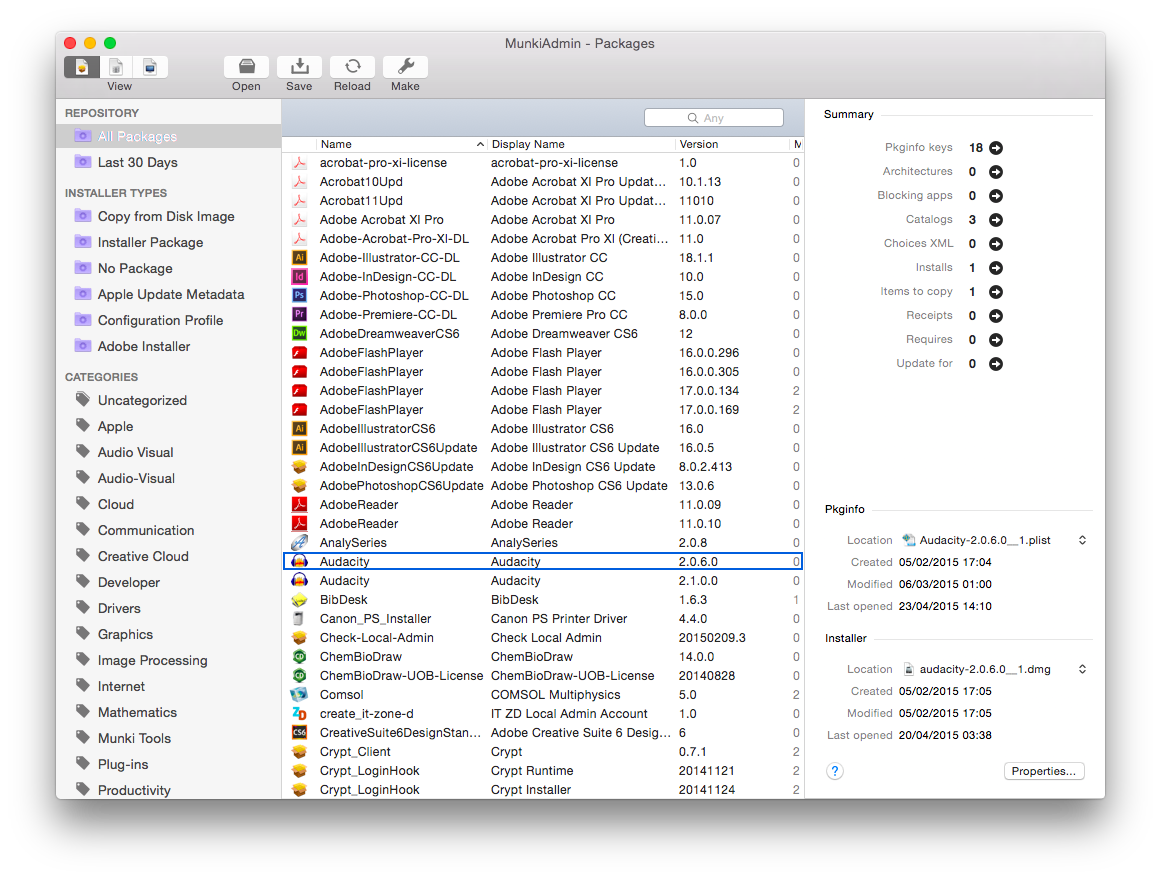 MunkiAdmin - Packages
View
Open
Save
Reload
Make
REPOSITORY
All Packages
Last 30 Days
INSTALLER TYPES
Copy from Disk Image
Installer Package
No Package
Apple Update Metadata
Configuration Profile
Adobe Installer
CATEGORIES
Uncategorized
Apple
Audio Visual
Audio-Visual
Cloud
Communication
Creative Cloud
Developer
Drivers
Graphics
Image Processing
Internet
Mathematics
Munki Tools
Plug-ins
Productivity
Any
Name Display Name Version M
acrobat-pro-xi-license acrobat-pro-xi-license 1.0 0
Acrobat10Upd Adobe Acrobat XI Pro Updat... 10.1.13 0
Acrobat11Upd Adobe Acrobat XI Pro Updat... 11010 0
Adobe Acrobat XI Pro Adobe Acrobat XI Pro 11.0.07 0
Adobe-Acrobat-Pro-XI-DL Adobe Acrobat Pro XI (Creati... 11.0 0
Ai Adobe-Illustrator-CC-DL Adobe Illustrator CC 18.1.1 0
Id Adobe-InDesign-CC-DL Adobe InDesign CC 10.0 0
Ps Adobe-Photoshop-CC-DL Adobe Photoshop CC 15.0 0
Pr Adobe-Premiere-CC-DL Adobe Premiere Pro CC 8.0.0 0
Dw AdobeDreamweaverCS6 Adobe Dreamweaver CS6 12 0
AdobeFlashPlayer Adobe Flash Player 16.0.0.296 0
AdobeFlashPlayer Adobe Flash Player 16.0.0.305 0
AdobeFlashPlayer Adobe Flash Player 17.0.0.134 2
AdobeFlashPlayer Adobe Flash Player 17.0.0.169 2
Ai AdobeIllustratorCS6 Adobe Illustrator CS6 16.0 0
Ai AdobeIllustratorCS6Update Adobe Illustrator CS6 Update 16.0.5 0
AdobeInDesignCS6Update Adobe InDesign CS6 Update 8.0.2.413 0
AdobePhotoshopCS6Update Adobe Photoshop CS6 Update 13.0.6 0
AdobeReader Adobe Reader 11.0.09 0
AdobeReader Adobe Reader 11.0.10 0
AnalySeries AnalySeries 2.0.8 0
Audacity Audacity 2.0.6.0 0
Audacity Audacity 2.1.0.0 0
BibDesk BibDesk 1.6.3 1
Canon_PS_Installer Canon PS Printer Driver 4.4.0 0
Check-Local-Admin Check Local Admin 20150209.3 0
CD ChemBioDraw ChemBioDraw 14.0.0 0
CD ChemBioDraw-UOB-License ChemBioDraw-UOB-License 20140828 0
Comsol COMSOL Multiphysics 5.0 2
ZD create_it-zone-d IT ZD Local Admin Account 1.0 0
CS6 CreativeSuite6DesignStan... Adobe Creative Suite 6 Desig... 6 0
Crypt_Client Crypt 0.7.1 2
Crypt_LoginHook Crypt Runtime 20141121 2
Crypt_LoginHook Crypt Installer 20141124 2
Summary
Pkginfo keys 18
Architectures 0
Blocking apps 0
Catalogs 3
Choices XML 0
Installs 1
Items to copy 1
Receipts 0
Requires 0
Update for 0
Pkginfo
Location Audacity-2.0.6.0__1.plist
Created 05/02/2015 17:04
Modified 06/03/2015 01:00
Last opened 23/04/2015 14:10
Installer
Location audacity-2.0.6.0__1.dmg
Created 05/02/2015 17:05
Modified 05/02/2015 17:05
Last opened 20/04/2015 03:38
? Properties...